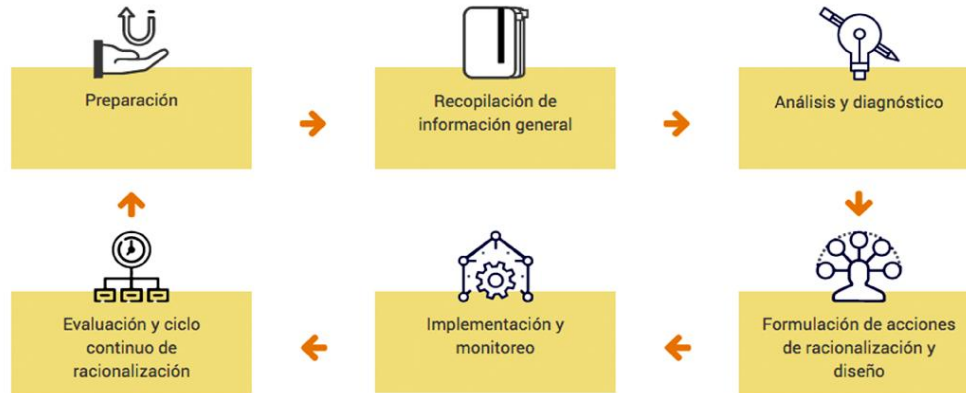 Preparación
Recopilación de
información general
Análisis y diagnóstico
Evaluación y ciclo
continuo de
racionalización
Implementación y
monitoreo
Formulación de acciones
de racionalización y
diseño